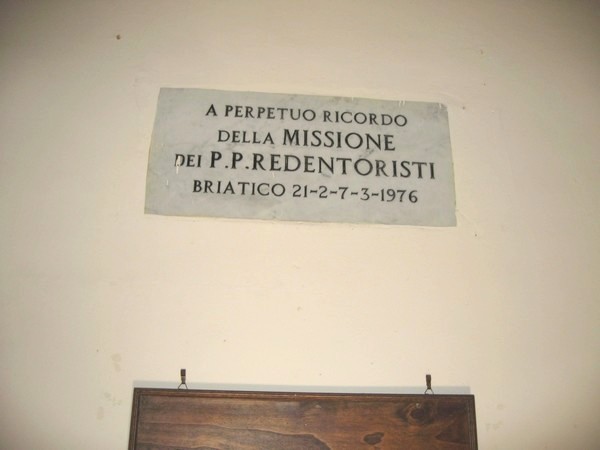 A PERPETUO RICORDO
DELLA MISSIONE
DEI P.P. REDENTORISTI
BRIATICO 21-2-7-3-1976